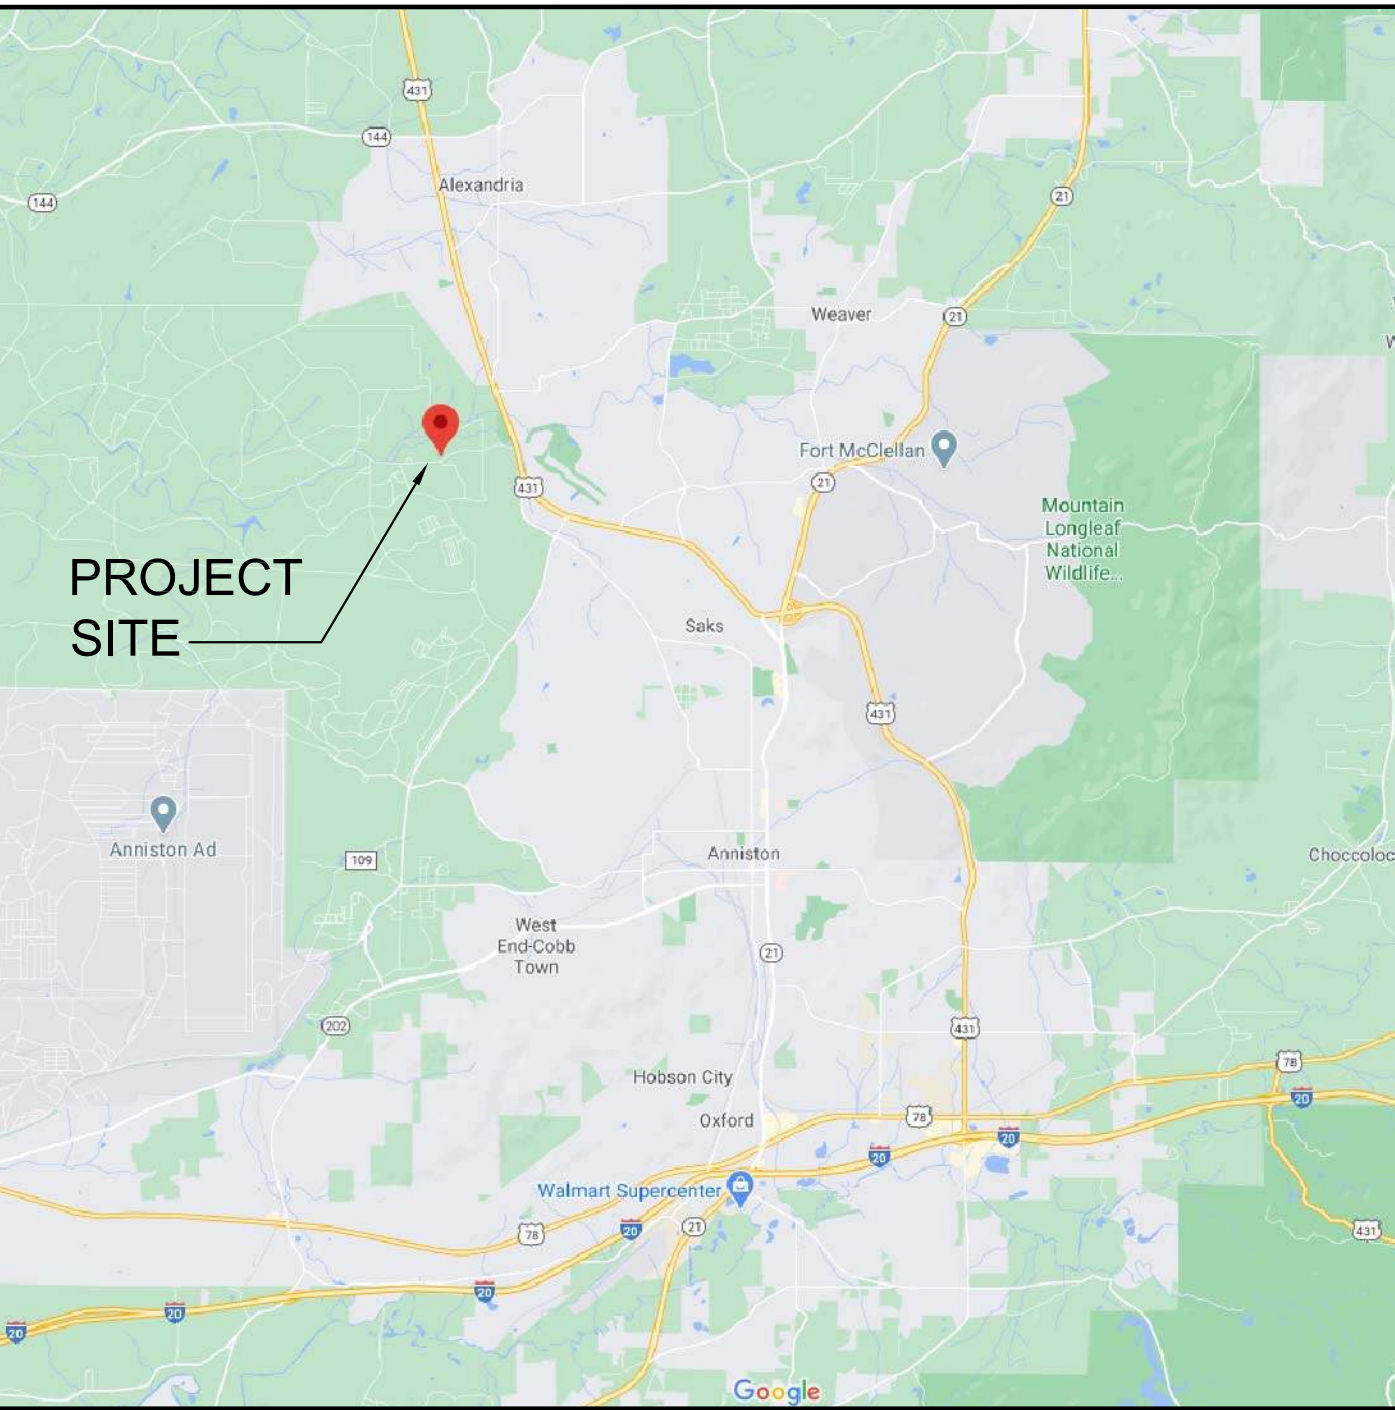 431
144
Alexandria
144
21
Weaver
21
W
Fort McClellan
21
431
Mountain
Longleaf
National
Wildlife...
PROJECT
SITE
Saks
431
Anniston Ad
109
Anniston
Choccoloc
West
End-Cobb
Town
21
202
431
78
Hobson City
20
Oxford
78
20
20
Walmart Supercenter
78
20
21
431
20
20
20
Google